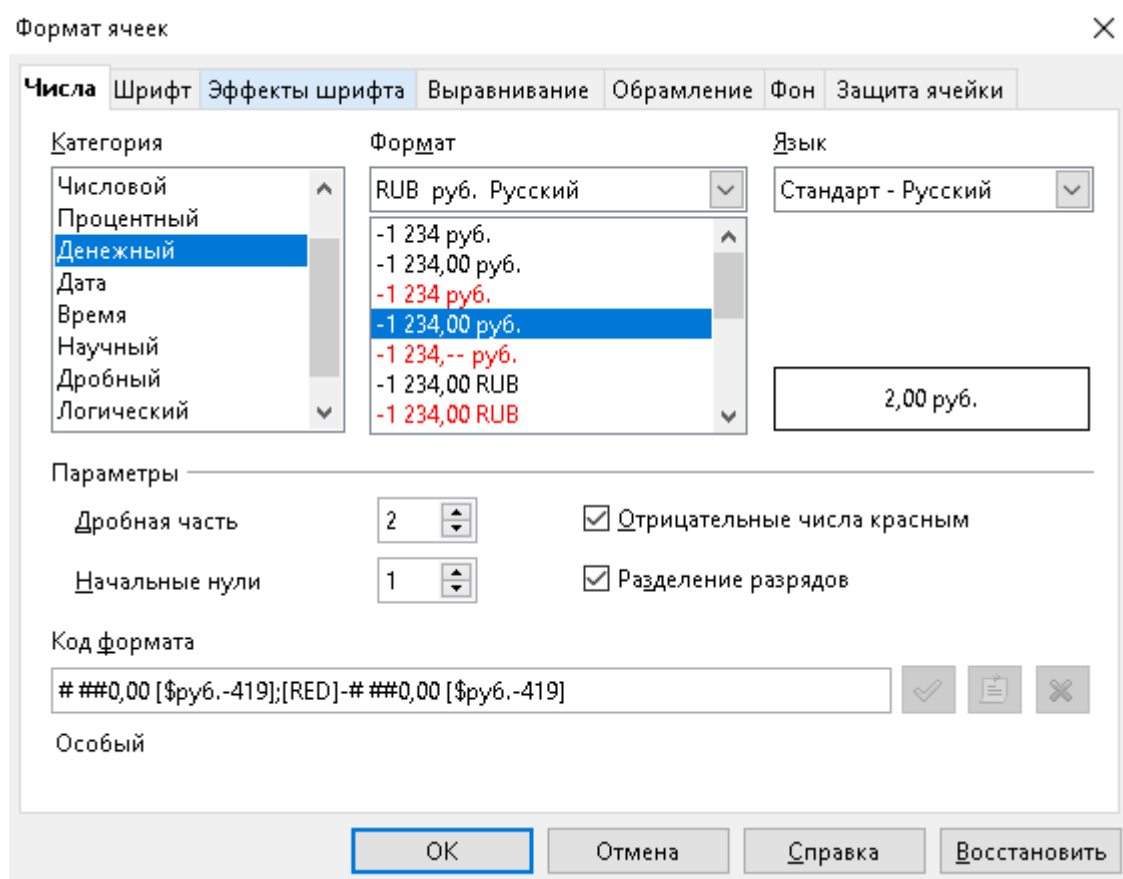 Формат ячеек
Числа Шрифт Эффекты шрифта Выравнивание Обрамление Фон Защита ячейки
Категория Формат Язык
Числовой
Процентный
Денежный
Дата
Время
Научный
Дробный
Логический
RUB руб. Русский
-1 234 руб.
-1 234,00 руб.
-1 234 руб.
-1 234,00 руб.
-1 234,-- руб.
-1 234,00 RUB
-1 234,00 RUB
Стандарт - Русский
2,00 руб.
Параметры
Дробная часть 2 Отрицательные числа красным
Начальные нули 1 Разделение разрядов
Код формата
# ##0,00 [$руб.-419];[RED]-# ##0,00 [$руб.-419]
Особый
OK Отмена Справка Восстановить